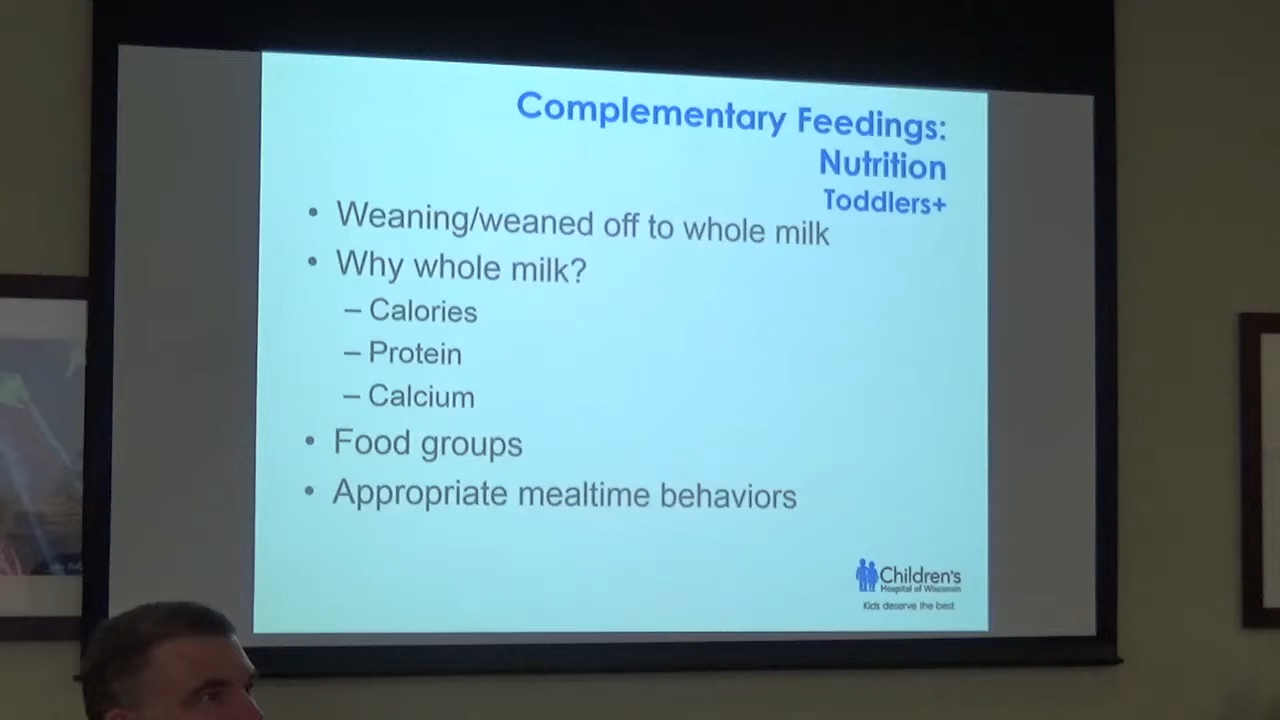 Complementary Feedings:
Nutrition
Toddlers+
• Weaning/weaned off to whole milk
• Why whole milk?
– Calories
– Protein
– Calcium
• Food groups
• Appropriate mealtime behaviors
Children's
Hospital of Wisconsin
Kids deserve the best